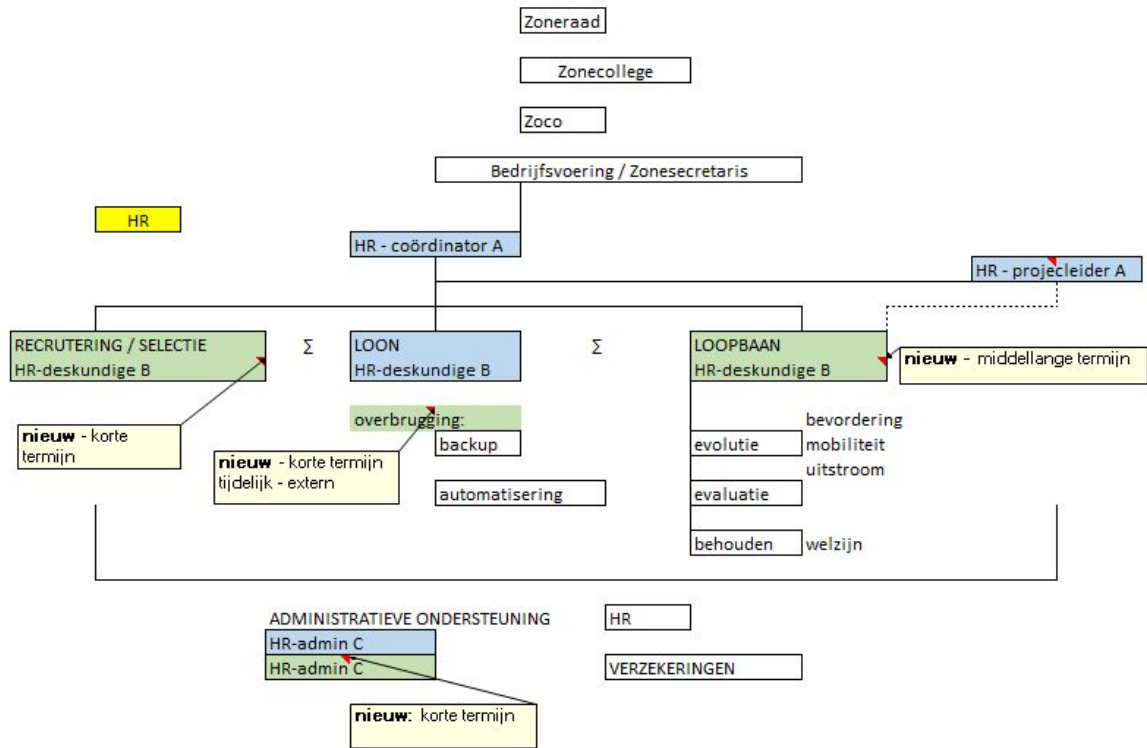 Zoneraad
Zonecollege
Zoco
Bedrijfsvoering / Zonesecretaris
HR
HR - coördinator A
HR - projecleider A
RECRUTERING / SELECTIE
HR-deskundige B
Σ
LOON
HR-deskundige B
Σ
LOOPBAAN
HR-deskundige B
nieuw - middellange termijn
nieuw - korte
termijn
overbrugging:
backup
nieuw - korte termijn
tijdelijk - extern
automatisering
bevordering
evolutie
mobiliteit
uitstroom
evaluatie
behouden
welzijn
ADMINISTRATIEVE ONDERSTEUNING
HR-admin C
HR-admin C
HR
VERZEKERINGEN
nieuw: korte termijn